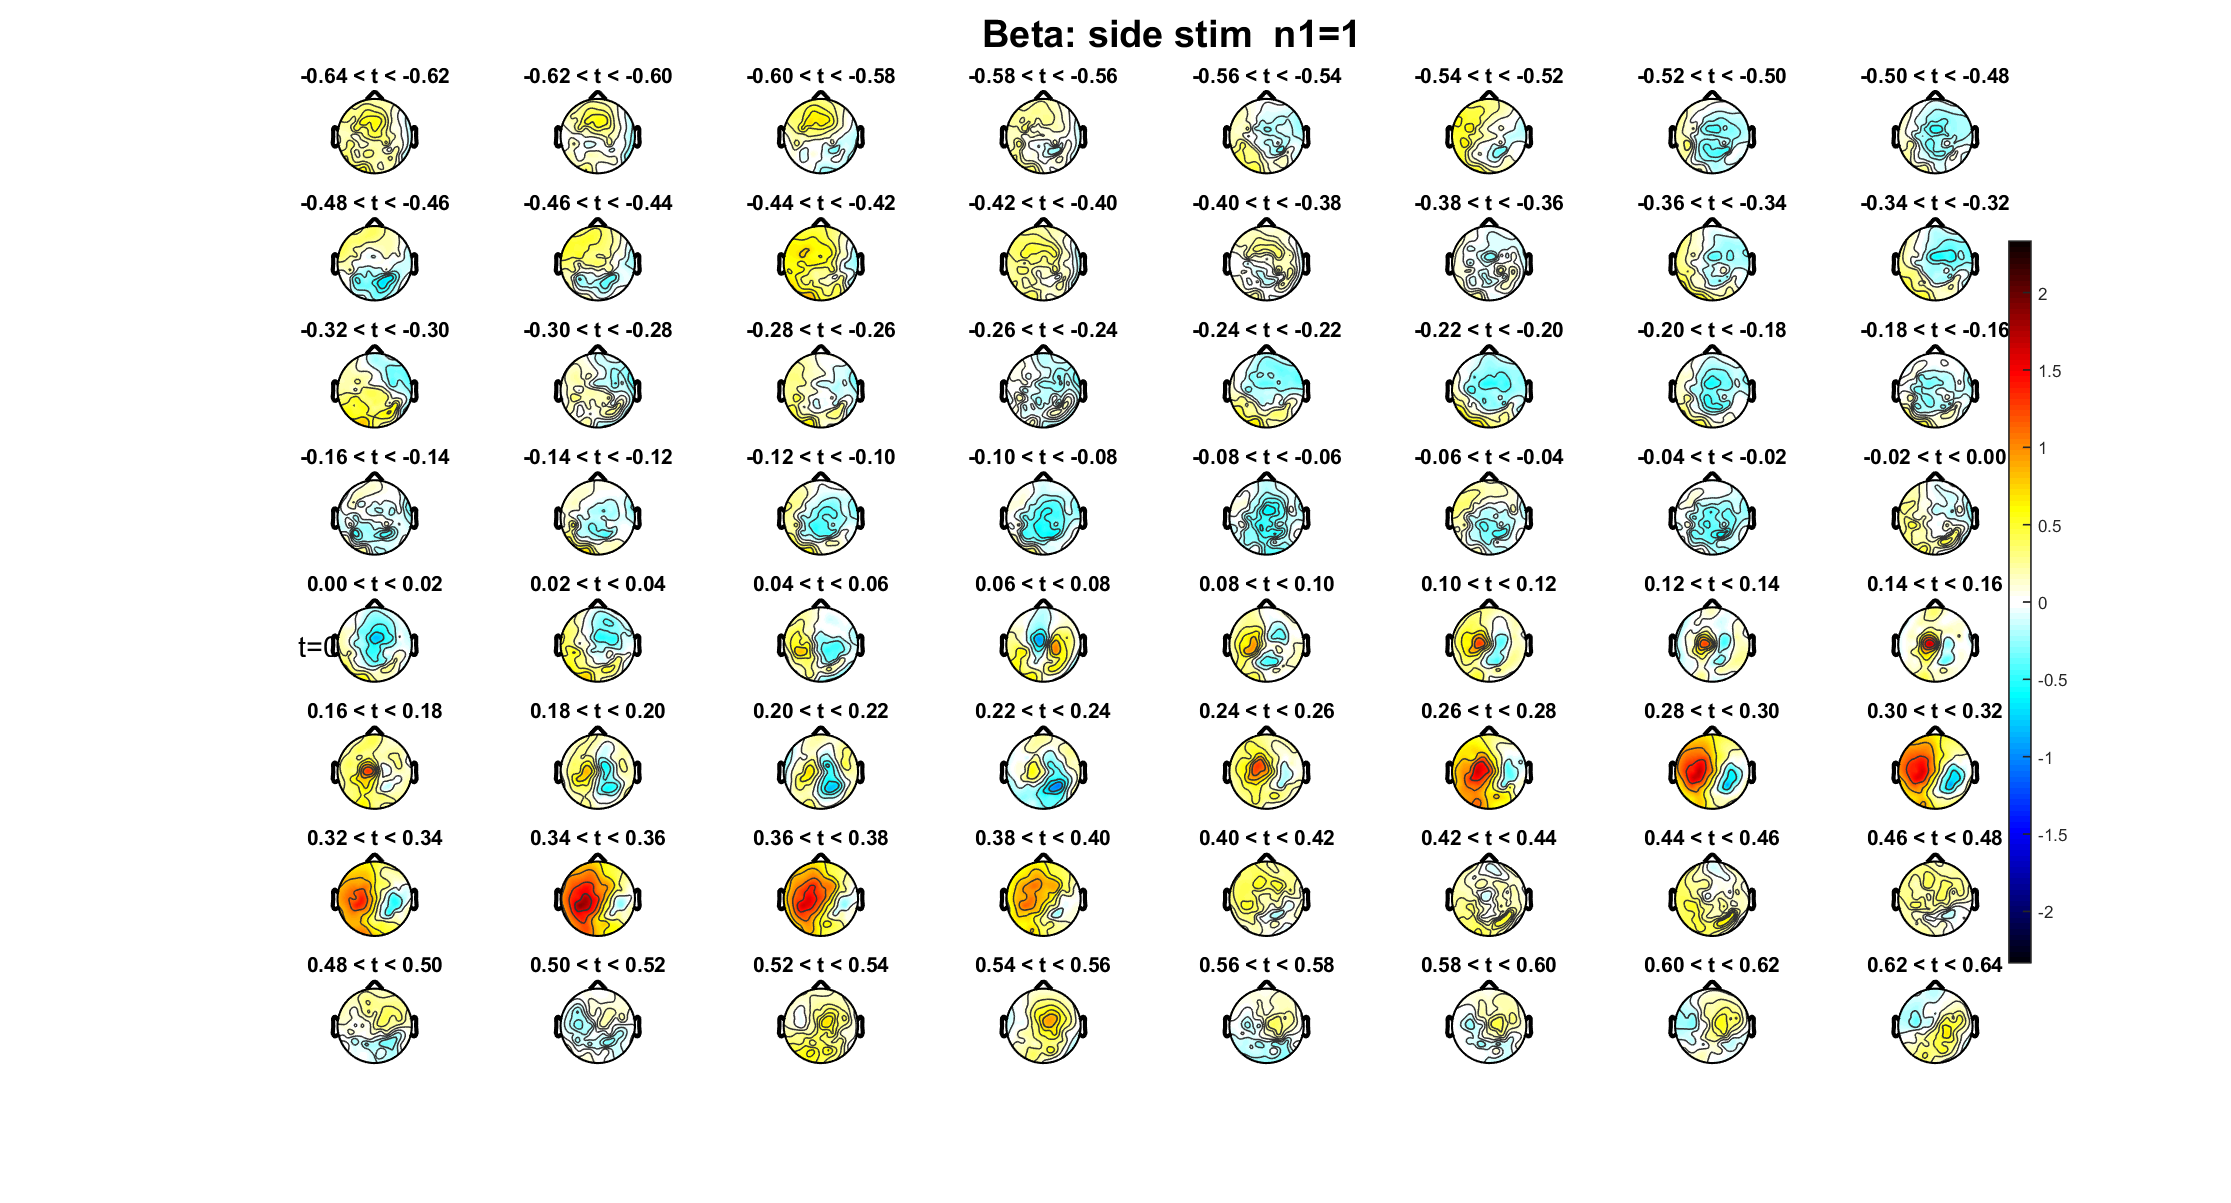 Beta: side stim  n1=1
-0.64 < t < -0.62
-0.62 < t < -0.60
-0.60 < t < -0.58
-0.58 < t < -0.56
-0.56 < t < -0.54
-0.54 < t < -0.52
-0.52 < t < -0.50
-0.50 < t < -0.48
-0.48 < t < -0.46
-0.46 < t < -0.44
-0.44 < t < -0.42
-0.42 < t < -0.40
-0.40 < t < -0.38
-0.38 < t < -0.36
-0.36 < t < -0.34
-0.34 < t < -0.32
-0.32 < t < -0.30
-0.30 < t < -0.28
-0.28 < t < -0.26
-0.26 < t < -0.24
-0.24 < t < -0.22
-0.22 < t < -0.20
-0.20 < t < -0.18
-0.18 < t < -0.16
-0.16 < t < -0.14
-0.14 < t < -0.12
-0.12 < t < -0.10
-0.10 < t < -0.08
-0.08 < t < -0.06
-0.06 < t < -0.04
-0.04 < t < -0.02
-0.02 < t < 0.00
0.00 < t < 0.02
0.02 < t < 0.04
0.04 < t < 0.06
0.06 < t < 0.08
0.08 < t < 0.10
0.10 < t < 0.12
0.12 < t < 0.14
0.14 < t < 0.16
t=0
0.16 < t < 0.18
0.18 < t < 0.20
0.20 < t < 0.22
0.22 < t < 0.24
0.24 < t < 0.26
0.26 < t < 0.28
0.28 < t < 0.30
0.30 < t < 0.32
0.32 < t < 0.34
0.34 < t < 0.36
0.36 < t < 0.38
0.38 < t < 0.40
0.40 < t < 0.42
0.42 < t < 0.44
0.44 < t < 0.46
0.46 < t < 0.48
0.48 < t < 0.50
0.50 < t < 0.52
0.52 < t < 0.54
0.54 < t < 0.56
0.56 < t < 0.58
0.58 < t < 0.60
0.60 < t < 0.62
0.62 < t < 0.64
2
1.5
1
0.5
0
-0.5
-1
-1.5
-2